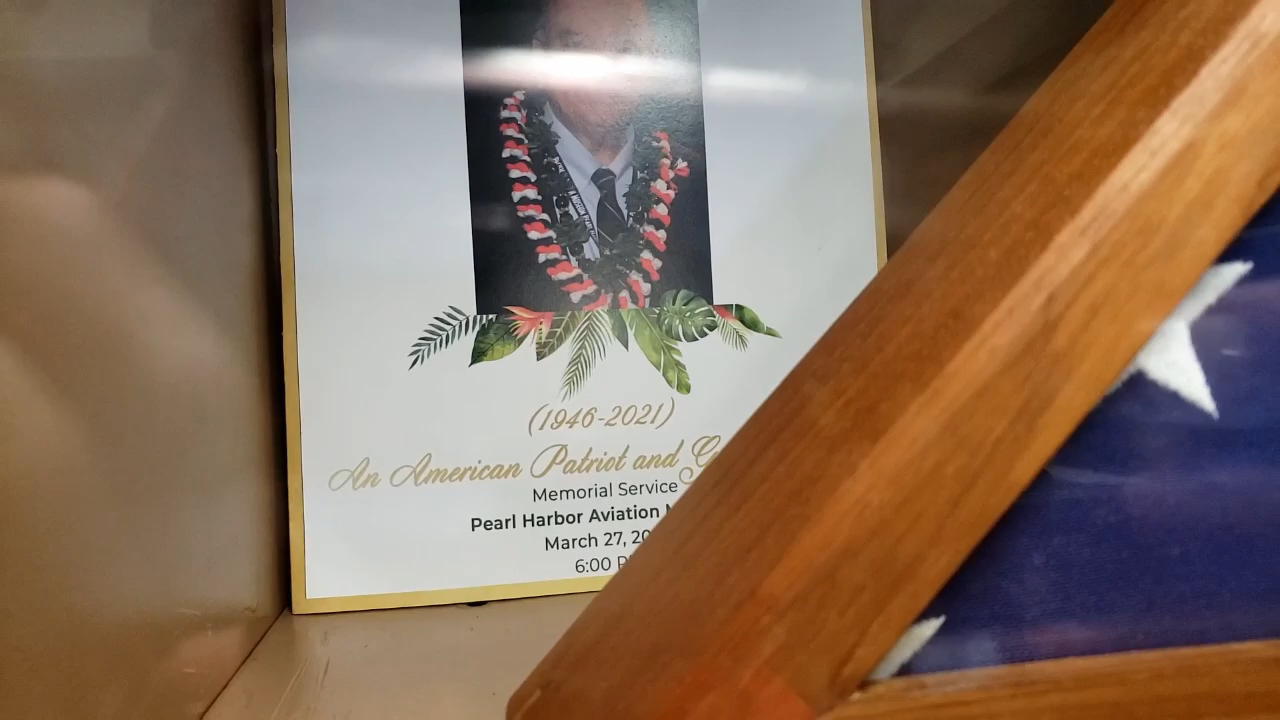 (1946-2021)
An American Patriot and
Memorial Service
Pearl Harbor Aviation
March 27,
6:00